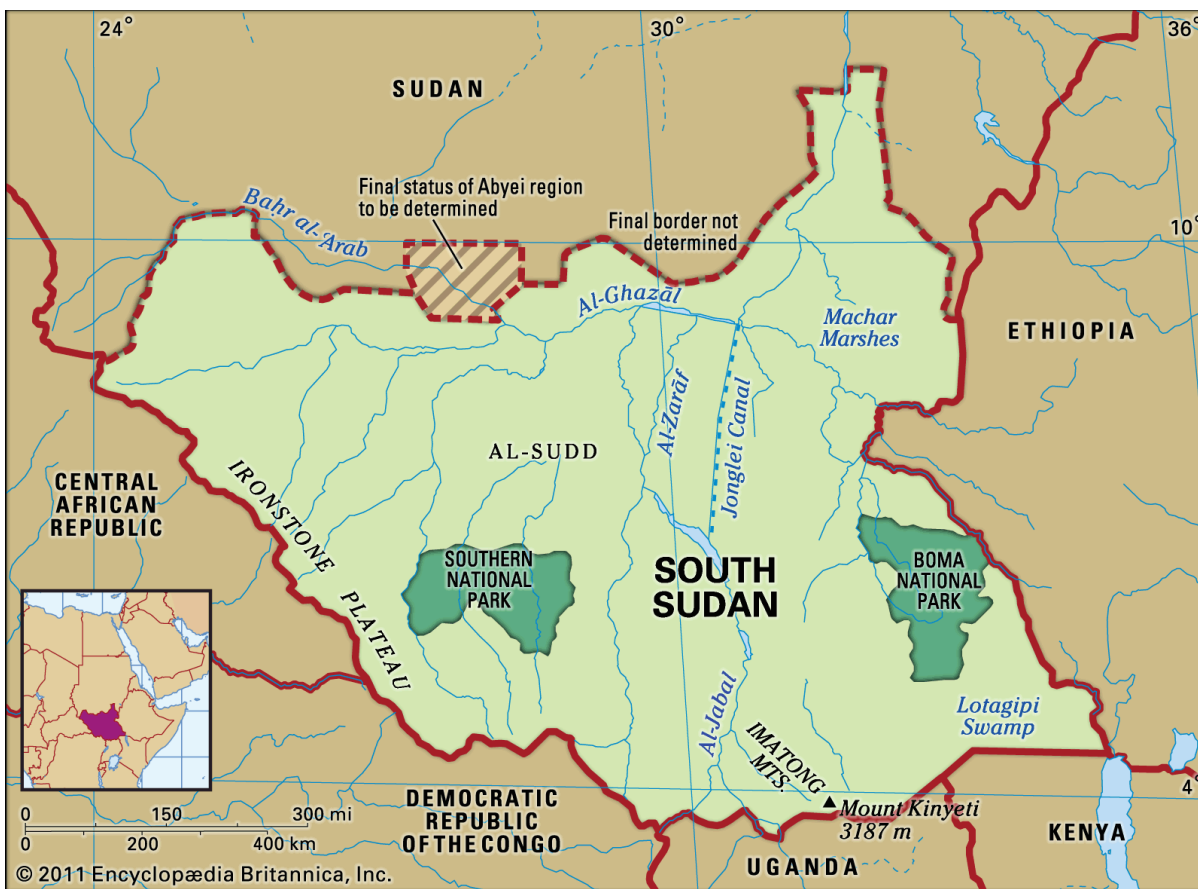 24°
30°
36°
SUDAN
Final status of Abyei region
to be determined
Baḥr al-ʿArab
Final border not
determined
10°
Al-Ghazāl
Machar
Marshes
ETHIOPIA
Al-Zarāf
Jonglei Canal
AL-SUDD
CENTRAL
AFRICAN
REPUBLIC
IRONSTONE PLATEAU
SOUTHERN
NATIONAL
PARK
SOUTH
SUDAN
BOMA
NATIONAL
PARK
Al-Jabal
Lotagipi
Swamp
IMATONG
MTS.
4°
Mount Kinyeti
3187 m
DEMOCRATIC
REPUBLIC
OF THE CONGO
UGANDA
KENYA
0 150 300 mi
0 200 400 km
© 2011 Encyclopædia Britannica, Inc.